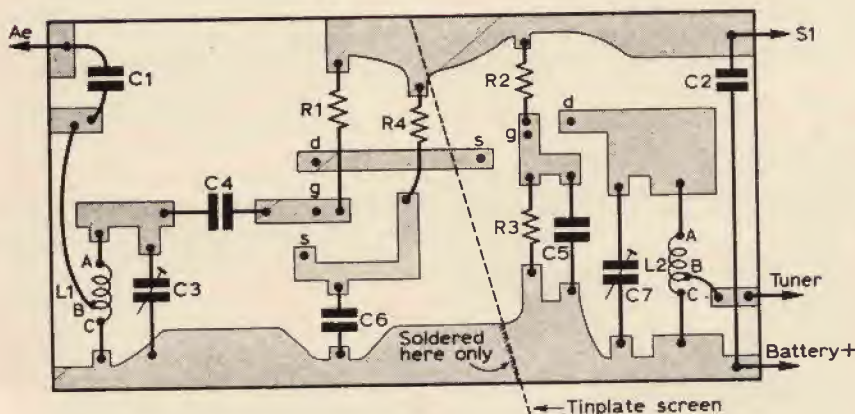 Ae
S1
C1
C2
R2
R1
R4
d
g
d
s
C4
g
R3
C5
s
A
A
L1
B
C
C3
C6
C7
L2
B
C
Tuner
Soldered
here only
Battery+
Tinplate screen